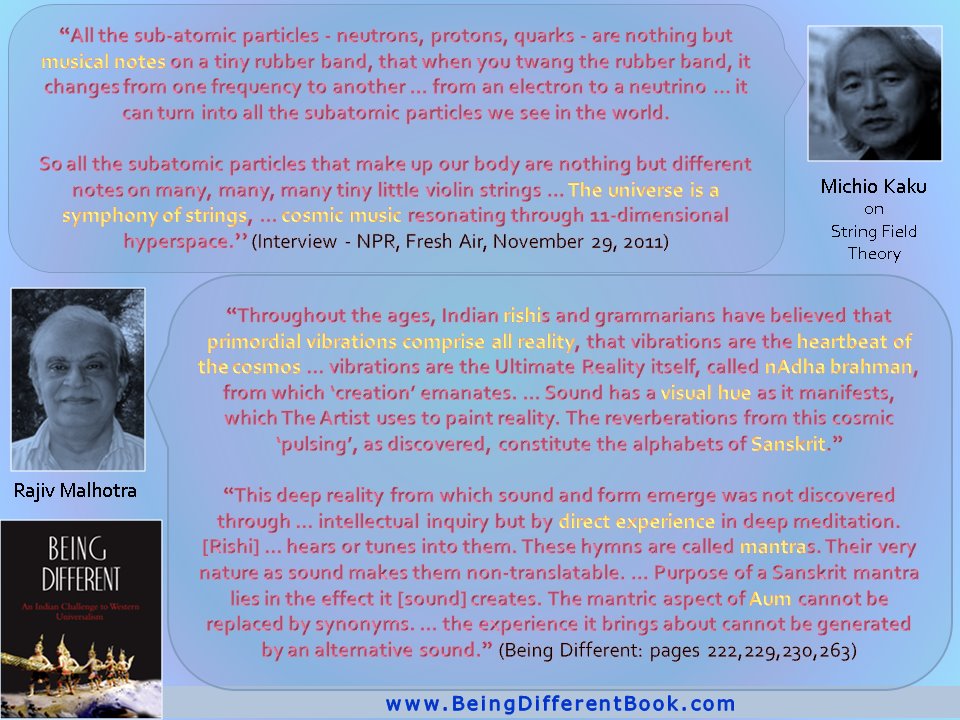 “All the sub-atomic particles - neutrons, protons, quarks - are nothing but
musical notes on a tiny rubber band, that when you twang the rubber band, it
changes from one frequency to another ... from an electron to a neutrino ... it
can turn into all the subatomic particles we see in the world.
So all the subatomic particles that make up our body are nothing but different
notes on many, many, many tiny little violin strings ... The universe is a
symphony of strings, ... cosmic music resonating through 11-dimensional
hyperspace.” (Interview - NPR, Fresh Air, November 29, 2011)
Michio Kaku
on
String Field
Theory
“Throughout the ages, Indian rishis and grammarians have believed that
primordial vibrations comprise all reality, that vibrations are the heartbeat of
the cosmos ... vibrations are the Ultimate Reality itself, called nAdha brahman,
from which ‘creation’ emanates. ... Sound has a visual hue as it manifests,
which The Artist uses to paint reality. The reverberations from this cosmic
‘pulsing’, as discovered, constitute the alphabets of Sanskrit.”
“This deep reality from which sound and form emerge was not discovered
through ... intellectual inquiry but by direct experience in deep meditation.
[Rishi] ... hears or tunes into them. These hymns are called mantras. Their very
nature as sound makes them non-translatable. ... Purpose of a Sanskrit mantra
lies in the effect it [sound] creates. The mantric aspect of Aum cannot be
replaced by synonyms. ... the experience it brings about cannot be generated
by an alternative sound.” (Being Different: pages 222,229,230,263)
Rajiv Malhotra
BEING
DIFFERENT
An Indian Challenge to Western
Universalism
www.BeingDifferentBook.com